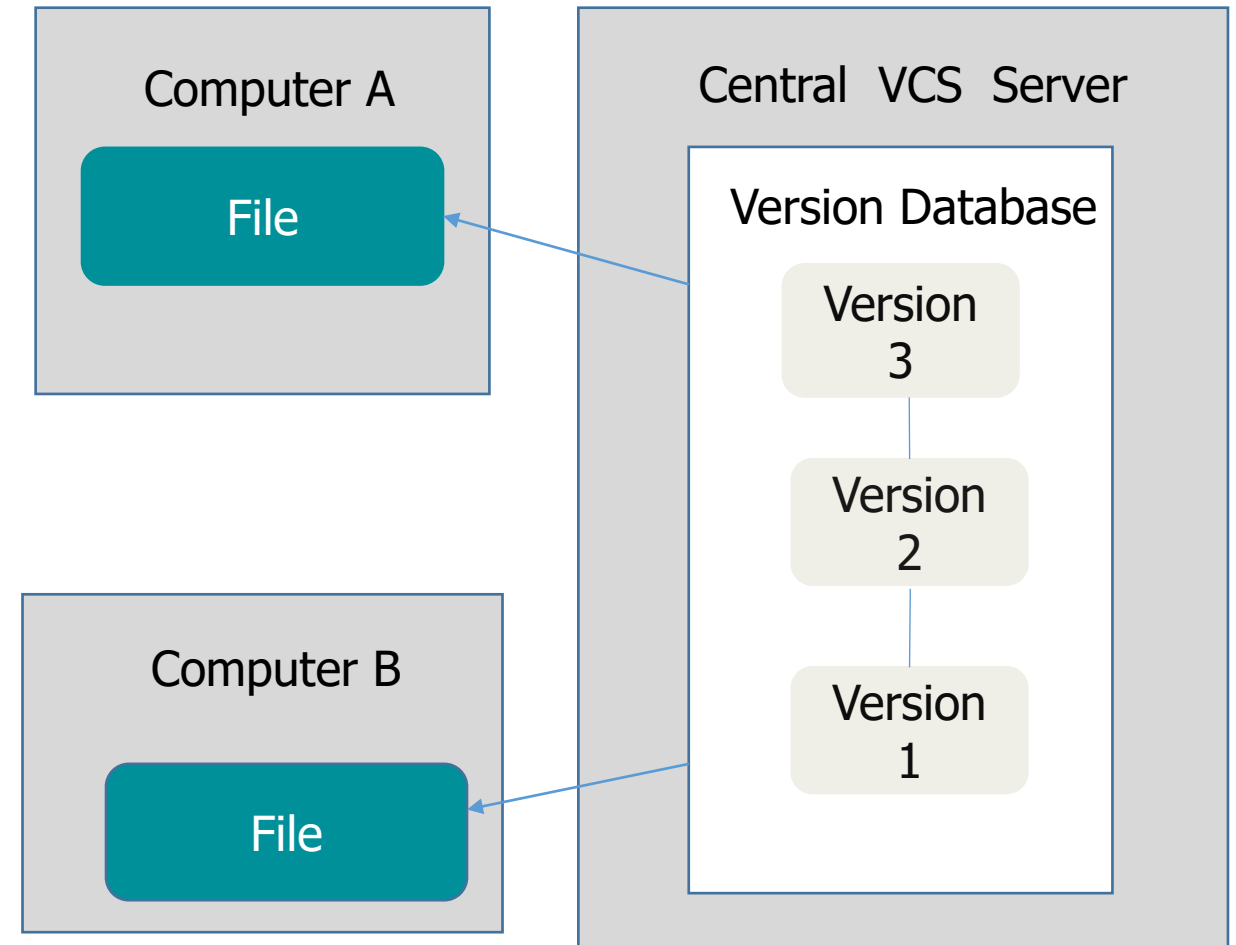 Computer A
File
Central VCS Server
Version Database
Version
3
Version
2
Version
1
Computer B
File